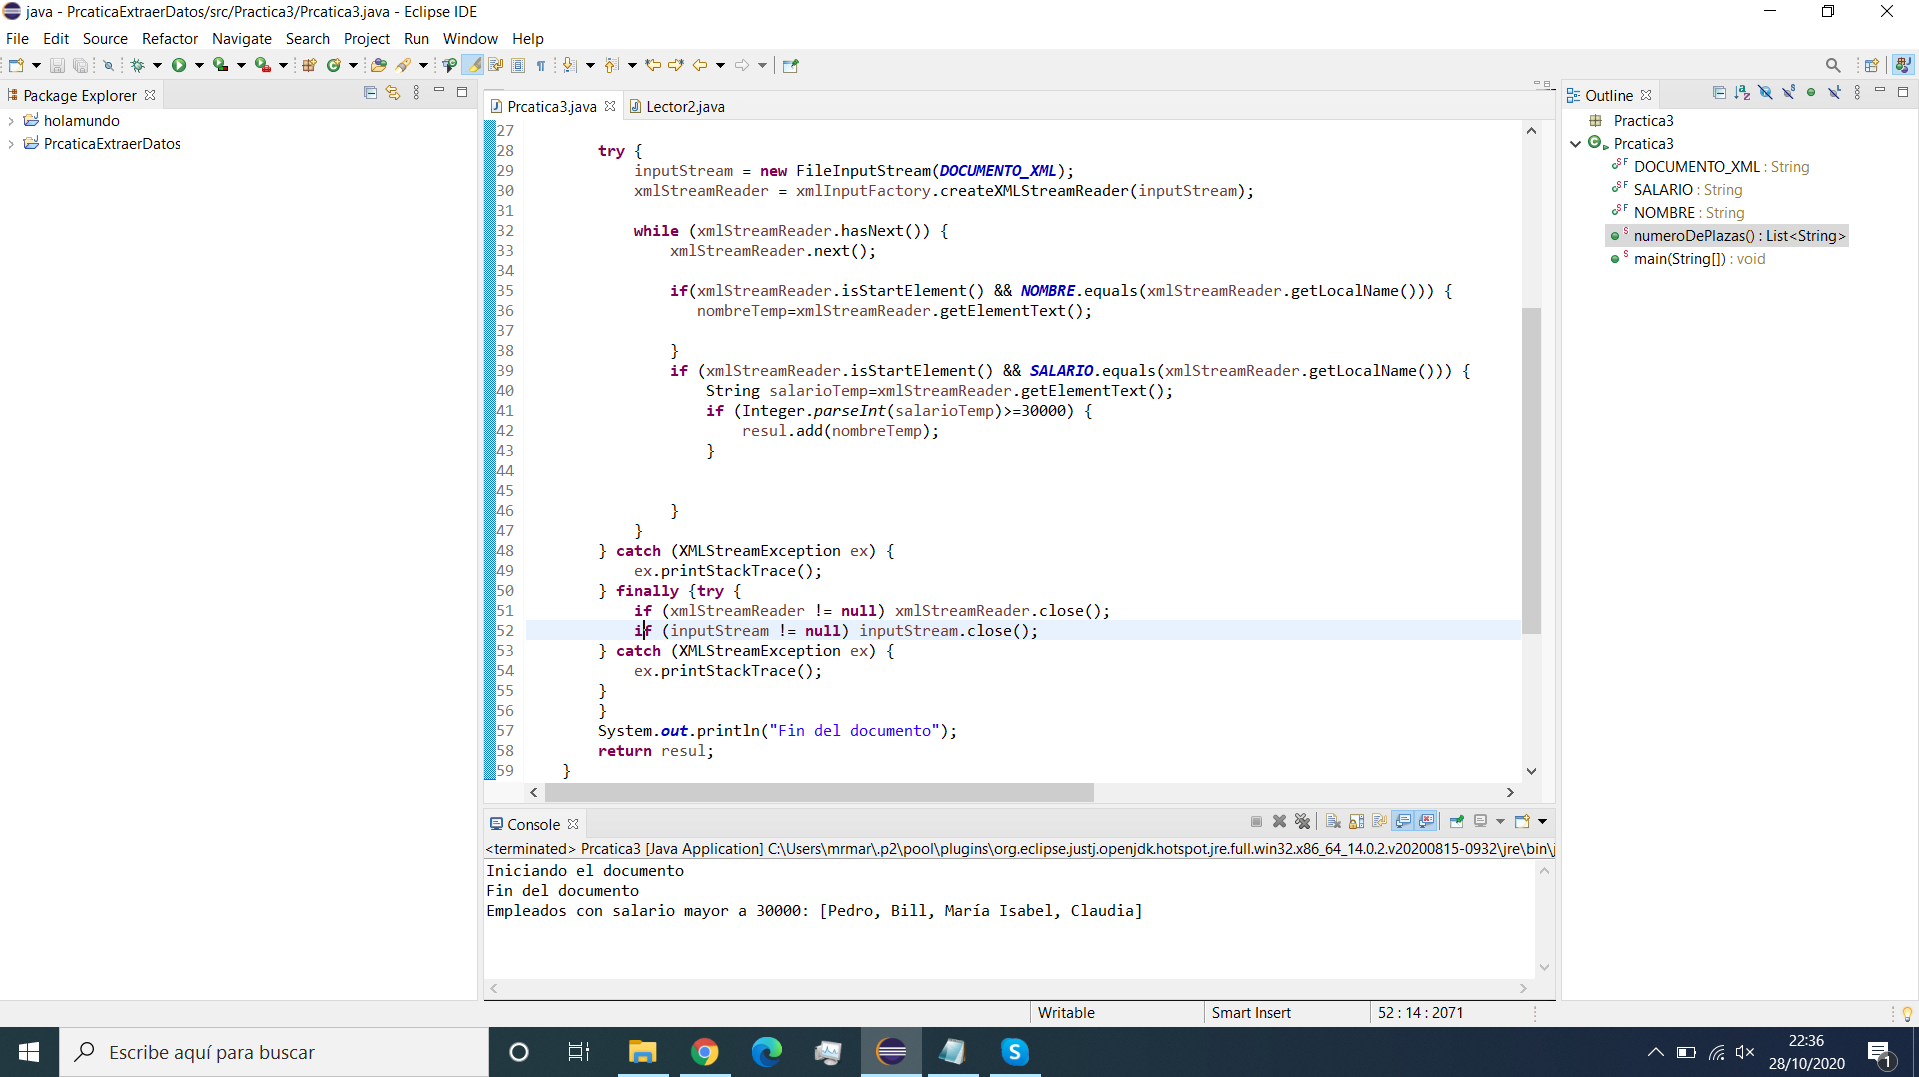 java - PrcaticaExtraerDatos/src/Practica3/Prcatica3.java - Eclipse IDE
File Edit Source Refactor Navigate Search Project Run Window Help
Package Explorer
holamundo
PrcaticaExtraerDatos
Prcatica3.java Lector2.java
27
28 try {
29 inputStream = new FileInputStream(DOCUMENTO_XML);
30 xmlStreamReader = xmlInputFactory.createXMLStreamReader(inputStream);
31
32 while (xmlStreamReader.hasNext()) {
33 xmlStreamReader.next();
34
35 if(xmlStreamReader.isStartElement() && NOMBRE.equals(xmlStreamReader.getLocalName())) {
36 nombreTemp=xmlStreamReader.getElementText();
37
38 }
39 if (xmlStreamReader.isStartElement() && SALARIO.equals(xmlStreamReader.getLocalName())) {
40 String salarioTemp=xmlStreamReader.getElementText();
41 if (Integer.parseInt(salarioTemp)>=30000) {
42 resul.add(nombreTemp);
43 }
44
45
46 }
47 }
48 } catch (XMLStreamException ex) {
49 ex.printStackTrace();
50 } finally {try {
51 if (xmlStreamReader != null) xmlStreamReader.close();
52 if (inputStream != null) inputStream.close();
53 } catch (XMLStreamException ex) {
54 ex.printStackTrace();
55 }
56 }
57 System.out.println("Fin del documento");
58 return resul;
59 }
Console
<terminated> Prcatica3 [Java Application] C:\Users\mrmar\.p2\pool\plugins\org.eclipse.justj.openjdk.hotspot.jre.full.win32.x86_64_14.0.2.v20200815-0932\jre\bin\j
Iniciando el documento
Fin del documento
Empleados con salario mayor a 30000: [Pedro, Bill, María Isabel, Claudia]
Outline
Practica3
Prcatica3
DOCUMENTO_XML : String
SALARIO : String
NOMBRE : String
numeroDePlazas() : List<String>
main(String[]) : void
Writable Smart Insert 52 : 14 : 2071
Escribe aquí para buscar
22:36
28/10/2020
1